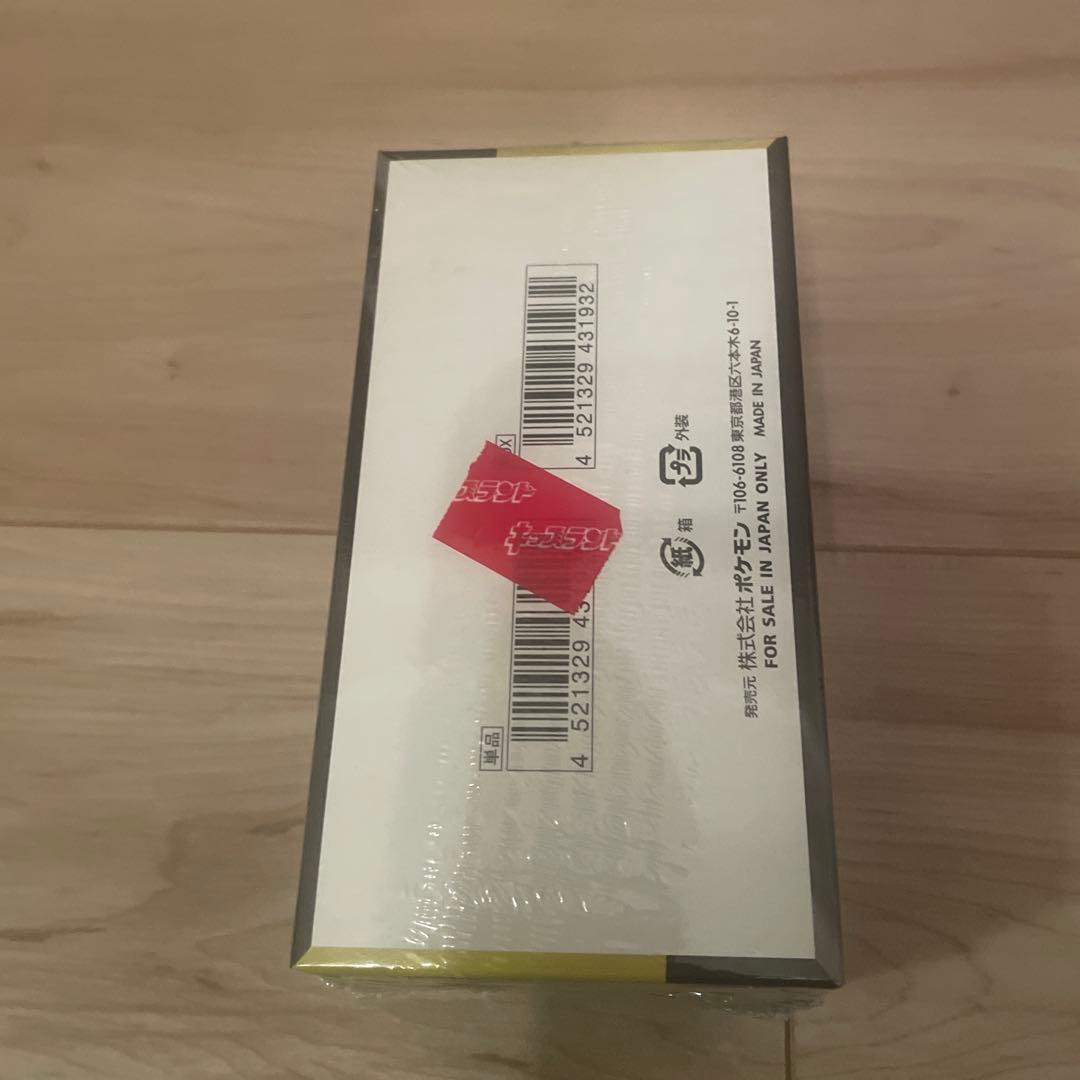 単品
4 521329 43
BOX
4 521329 431932
キッズランド
キッズランド
紙 箱
プラ 外装
発売元 株式会社ポケモン 〒106-6108 東京都港区六本木6-10-1
FOR SALE IN JAPAN ONLY MADE IN JAPAN